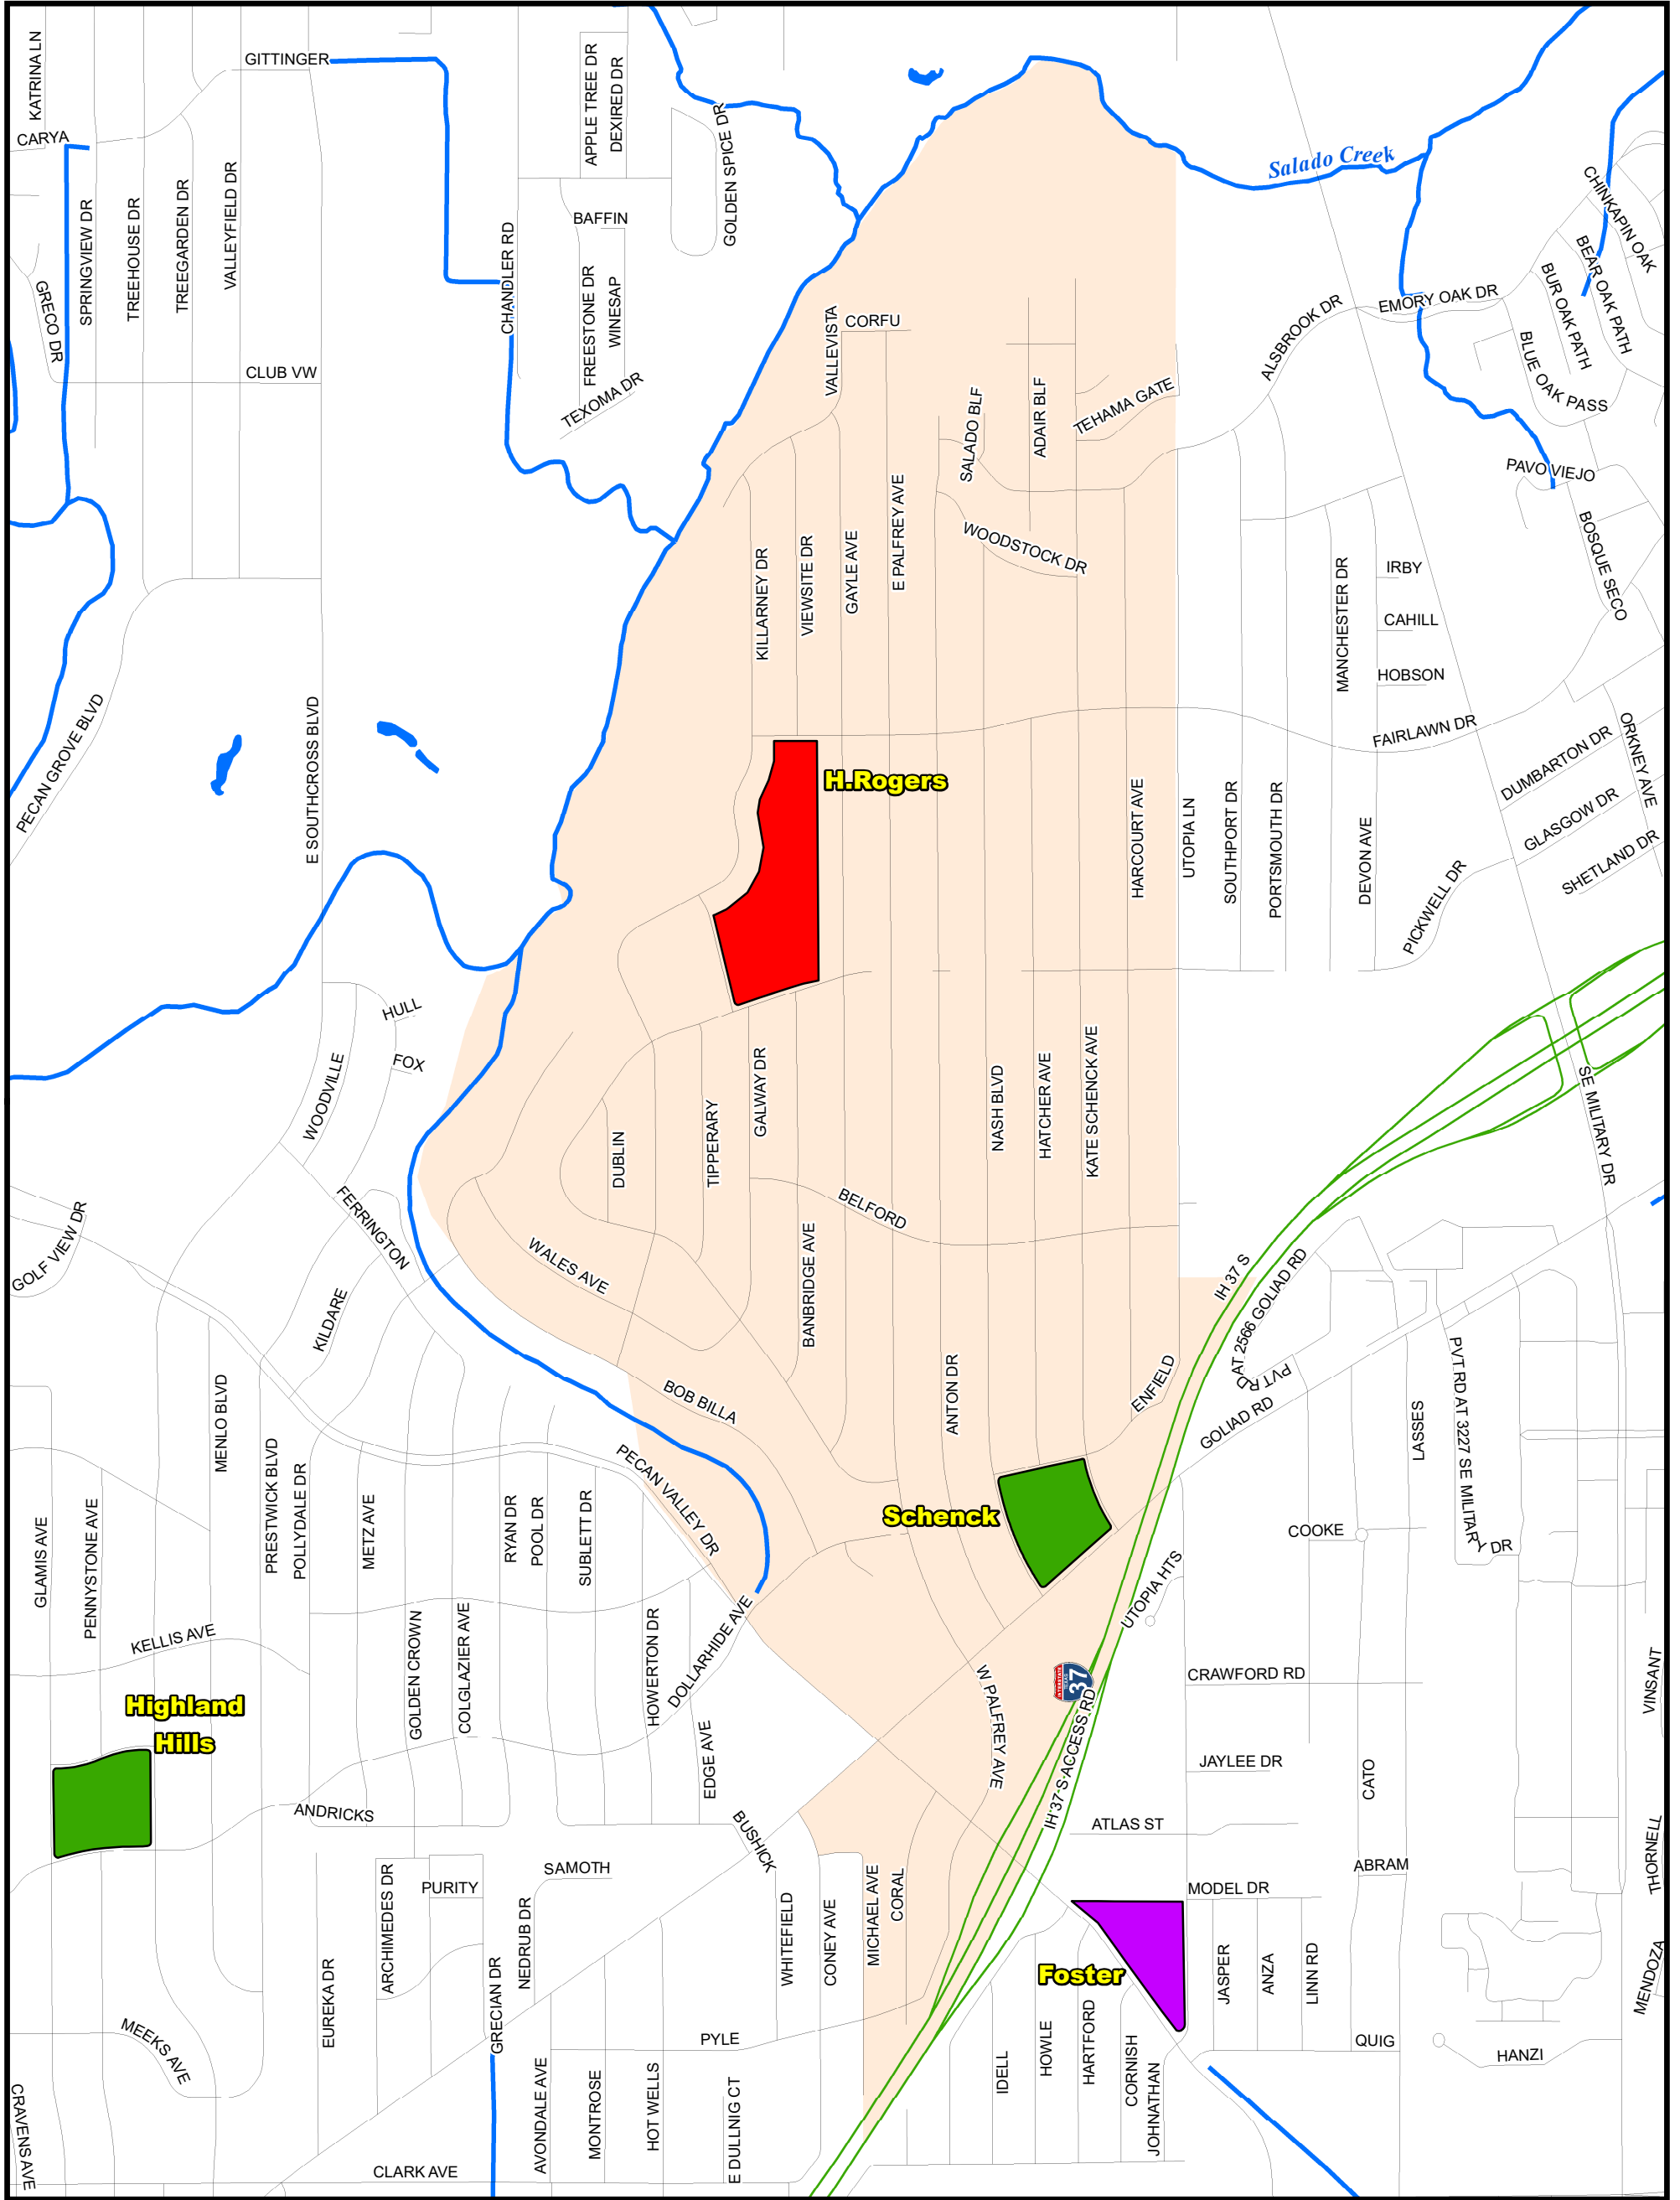 KATRINA LN
GITTINGER
CARYA
SPRINGVIEW DR
TREEHOUSE DR
TREEGARDEN DR
VALLEYFIELD DR
GRECO DR
CLUB VW
CHANDLER RD
APPLE TREE DR
DEXIRED DR
GOLDEN SPICE DR
BAFFIN
FREESTONE DR
WINESAP
TEXOMA DR
Salado Creek
CHINKAPIN OAK
BEAR OAK PATH
BUR OAK PATH
EMORY OAK DR
BLUE OAK PASS
ALSBROOK DR
VALLEVISTA
CORFU
SALADO BLF
ADAIR BLF
TEHAMA GATE
PAVO VIEJO
BOSQUE SECO
KILLARNEY DR
VIEWSITE DR
GAYLE AVE
E PALFREY AVE
WOODSTOCK DR
MANCHESTER DR
IRBY
CAHILL
HOBSON
FAIRLAWN DR
ORKNEY AVE
DUMBARTON DR
GLASGOW DR
SHETLAND DR
PECAN GROVE BLVD
E SOUTHCROSS BLVD
H.Rogers
HARCOURT AVE
UTOPIA LN
SOUTHPORT DR
PORTSMOUTH DR
DEVON AVE
PICKWELL DR
HULL
FOX
WOODVILLE
DUBLIN
TIPPERARY
GALWAY DR
NASH BLVD
HATCHER AVE
KATE SCHENCK AVE
SE MILITARY DR
GOLF VIEW DR
FERRINGTON
KILDARE
WALES AVE
BELFORD
BANBRIDGE AVE
IH 37 S
PVT RD AT 2566 GOLIAD RD
GOLIAD RD
ENFIELD
ANTON DR
BOB BILLA
PECAN VALLEY DR
MENLO BLVD
PRESTWICK BLVD
POLLYDALE DR
METZ AVE
RYAN DR
POOL DR
SUBLETT DR
GLAMIS AVE
PENNYSTONE AVE
KELLIS AVE
Schenck
LASSES
PVT RD AT 3227 SE MILITARY DR
COOKE
UTOPIA HTS
GOLDEN CROWN
COLGLAZIER AVE
HOWERTON DR
DOLLARHIDE AVE
EDGE AVE
W PALFREY AVE
37
IH 37 S ACCESS RD
CRAWFORD RD
VINSANT
Highland
Hills
JAYLEE DR
CATO
ANDRICKS
BUSHICK
ATLAS ST
THORNELL
SAMOTH
PURITY
ARCHIMEDES DR
NEDRUB DR
WHITEFIELD
CONEY AVE
MICHAEL AVE
CORAL
ABRAM
MODEL DR
Foster
JASPER
ANZA
LINN RD
MENDOZA
EUREKA DR
GRECIAN DR
MEEKS AVE
PYLE
QUIG
HANZI
CRAVENS AVE
AVONDALE AVE
MONTROSE
HOT WELLS
E DULLNIG CT
IDELL
HOWLE
HARTFORD
CORNISH
JOHNATHAN
CLARK AVE